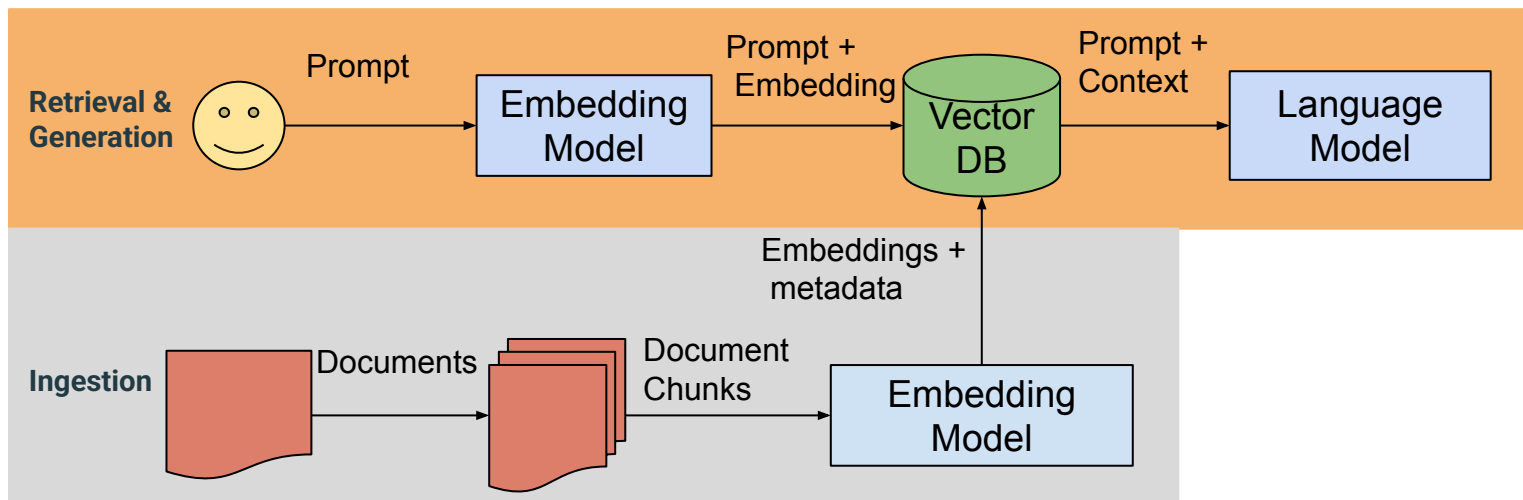 Retrieval &
Generation
Prompt
Embedding
Model
Prompt +
Embedding
Vector
DB
Prompt +
Context
Language
Model
Embeddings +
metadata
Ingestion
Documents
Document
Chunks
Embedding
Model